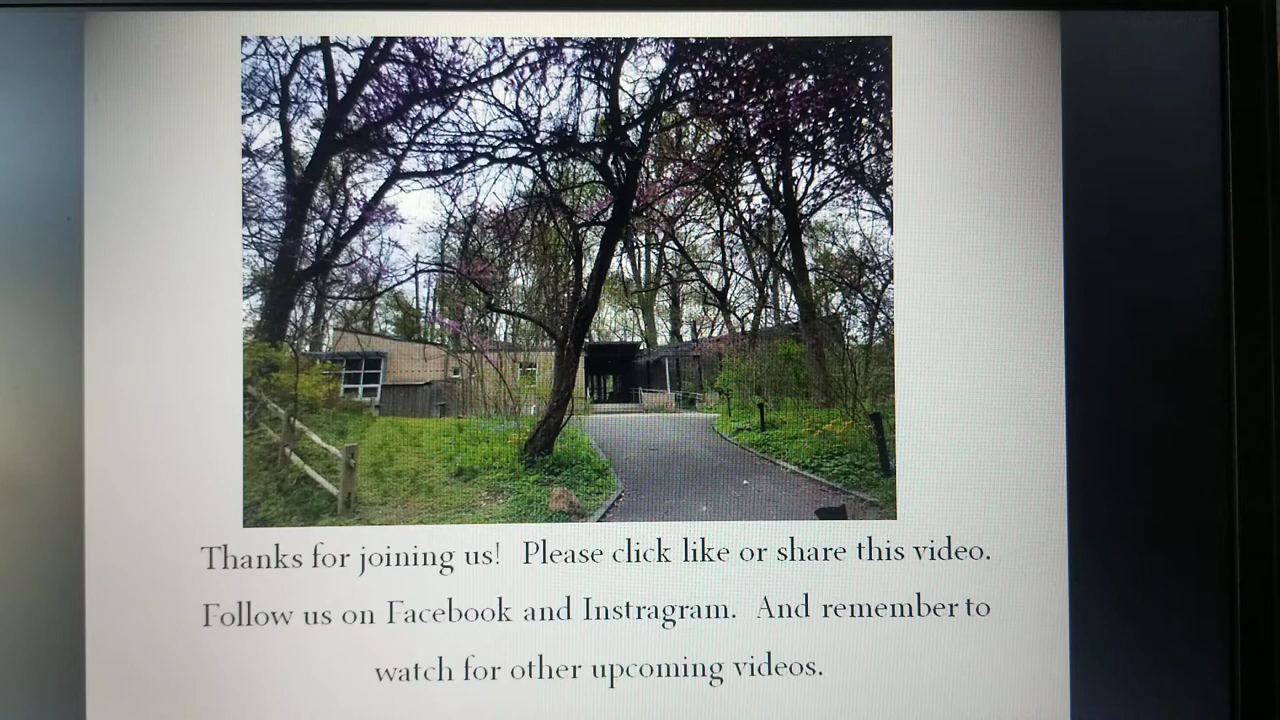 Thanks for joining us!  Please click like or share this video.
Follow us on Facebook and Instragram.  And remember to
watch for other upcoming videos.